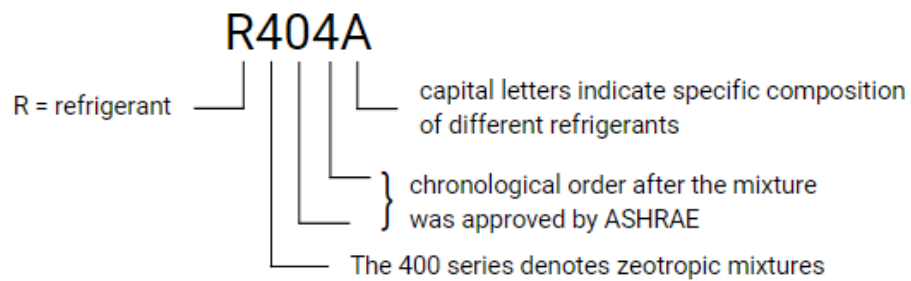 R404A
R = refrigerant
capital letters indicate specific composition
of different refrigerants
chronological order after the mixture
was approved by ASHRAE
The 400 series denotes zeotropic mixtures